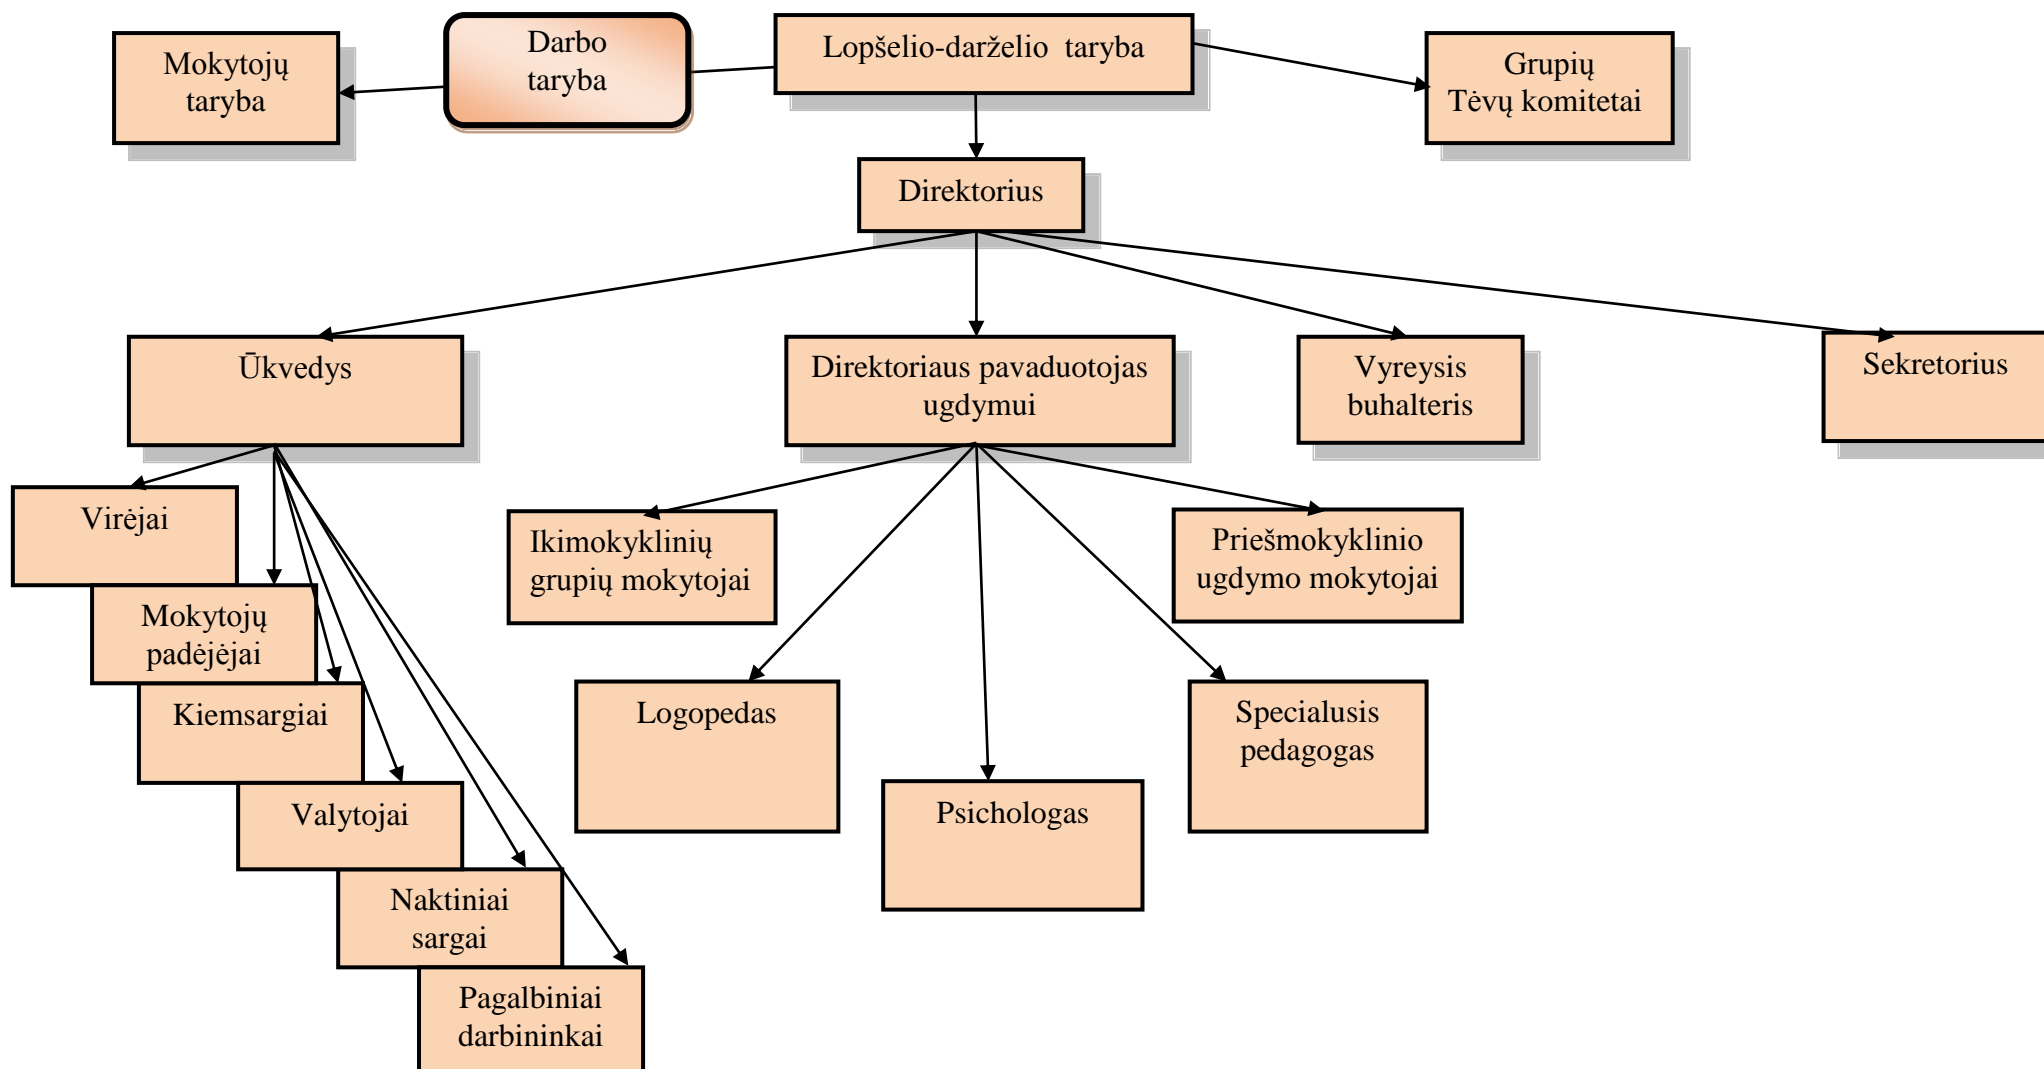 Mokytojų
taryba
Darbo
taryba
Lopšelio-darželio taryba
Grupių
Tėvų komitetai
Direktorius
Ūkvedys
Direktoriaus pavaduotojas
ugdymui
Vyreysis
buhalteris
Sekretorius
Virėjai
Mokytojų
padėjėjai
Kiemsargiai
Valytojai
Naktiniai
sargai
Pagalbiniai
darbininkai
Ikimokyklinių
grupių mokytojai
Priešmokyklinio
ugdymo mokytojai
Logopedas
Psichologas
Specialusis
pedagogas